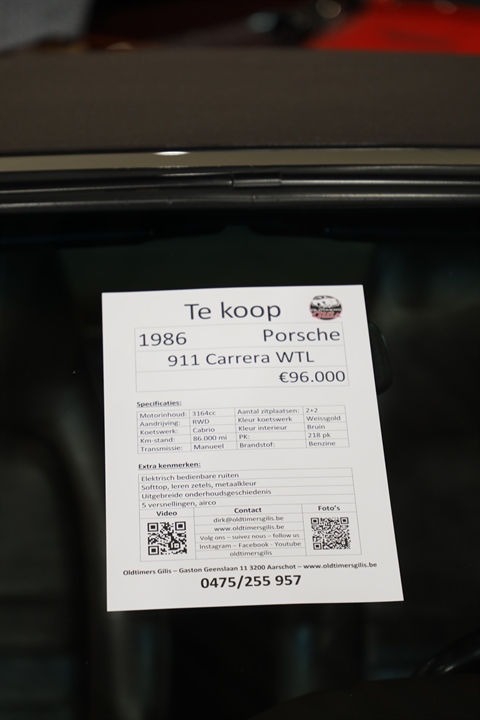 Te koop
1986 Porsche
911 Carrera WTL
€96.000
Specificaties:
Motorinhoud: 3164cc Aantal zitplaatsen: 2+2
Aandrijving: RWD Kleur koetswerk Weissgold
Koetswerk: Cabrio Kleur interieur Bruin
Km-stand: 86.000 mi PK: 218 pk
Transmissie: Manueel Brandstof: Benzine
Extra kenmerken:
Elektrisch bedienbare ruiten
Softtop, leren zetels, metaalkleur
Uitgebreide onderhoudsgeschiedenis
5 versnellingen, airco
Video Contact Foto's
dirk@oldtimersgilis.be
www.oldtimersgilis.be
Volg ons – suivez nous – follow us
Instagram – Facebook - Youtube
oldtimersgilis
Oldtimers Gilis – Gaston Geenslaan 11 3200 Aarschot – www.oldtimersgilis.be
0475/255 957